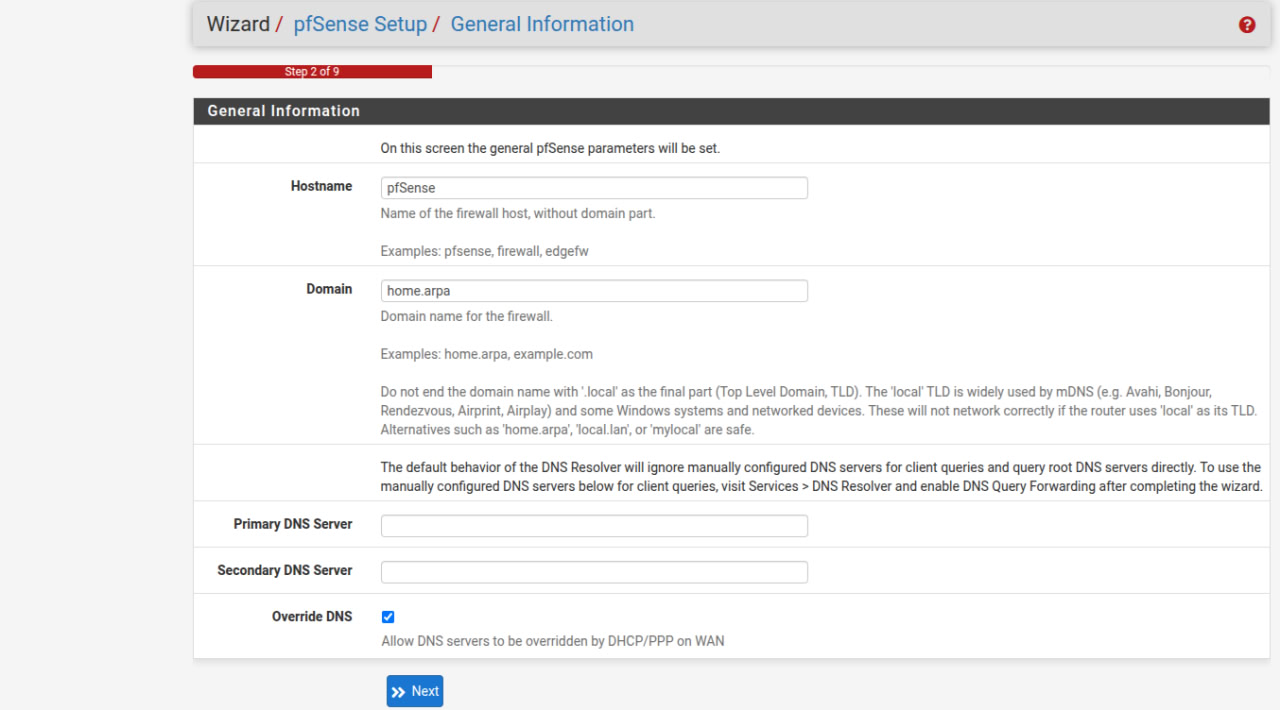 Wizard / pfSense Setup / General Information
Step 2 of 9
General Information
On this screen the general pfSense parameters will be set.
Hostname
pfSense
Name of the firewall host, without domain part.
Examples: pfsense, firewall, edgefw
Domain
home.arpa
Domain name for the firewall.
Examples: home.arpa, example.com
Do not end the domain name with '.local' as the final part (Top Level Domain, TLD). The 'local' TLD is widely used by mDNS (e.g. Avahi, Bonjour,
Rendezvous, Airprint, Airplay) and some Windows systems and networked devices. These will not network correctly if the router uses 'local' as its TLD.
Alternatives such as 'home.arpa', 'local.lan', or 'mylocal' are safe.
The default behavior of the DNS Resolver will ignore manually configured DNS servers for client queries and query root DNS servers directly. To use the
manually configured DNS servers below for client queries, visit Services > DNS Resolver and enable DNS Query Forwarding after completing the wizard.
Primary DNS Server
Secondary DNS Server
Override DNS
Allow DNS servers to be overridden by DHCP/PPP on WAN
Next